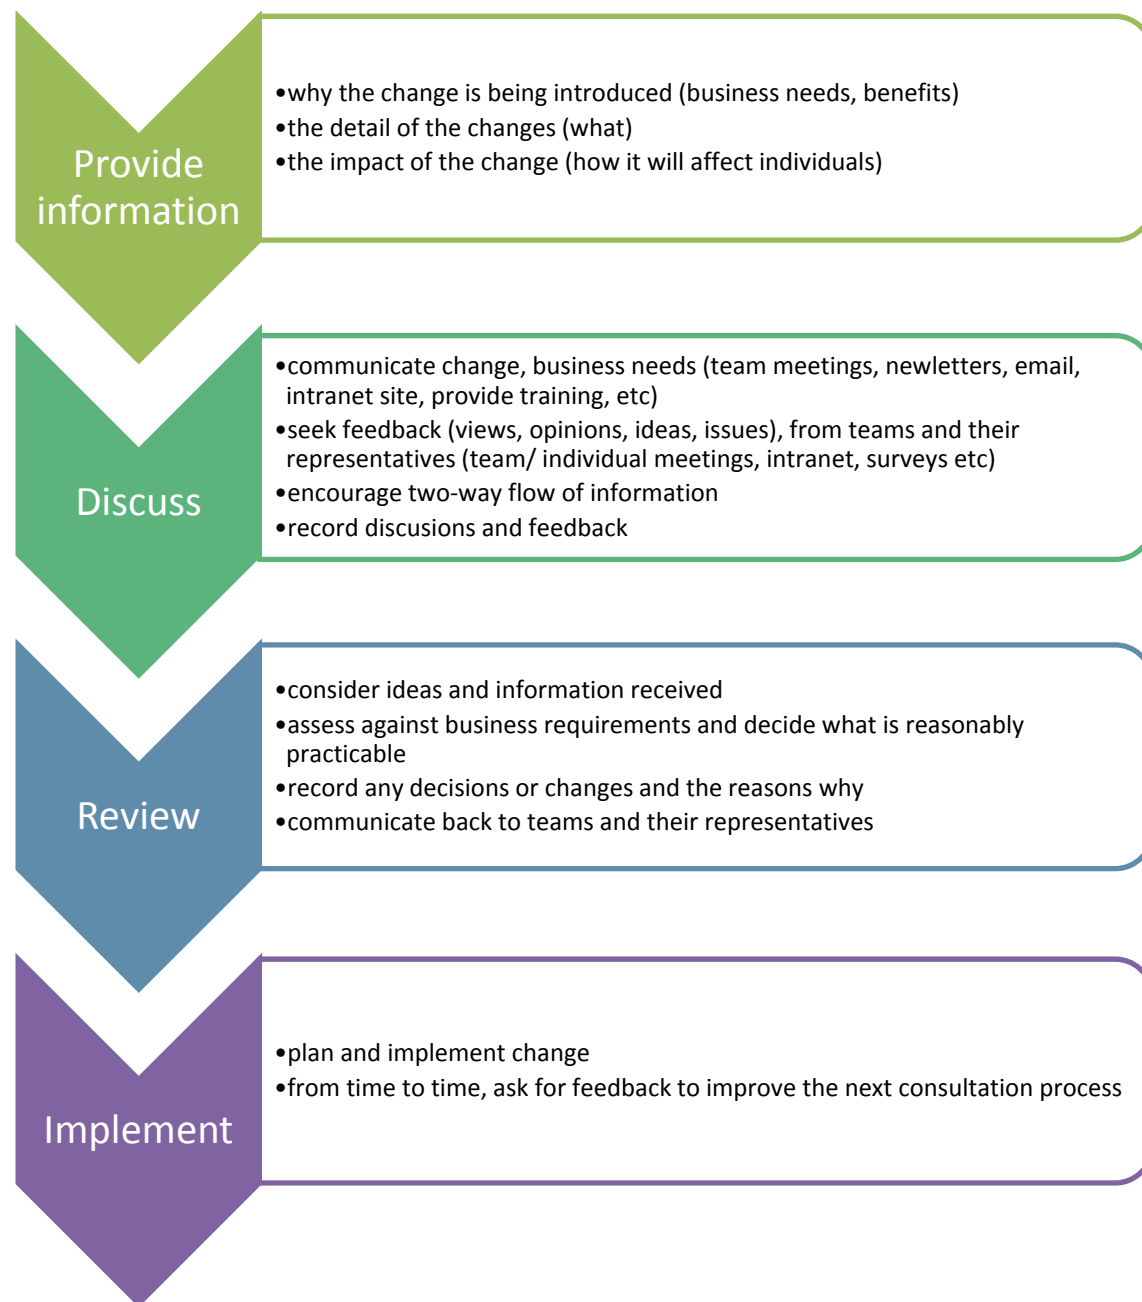 Provide
information
•why the change is being introduced (business needs, benefits)
•the detail of the changes (what)
•the impact of the change (how it will affect individuals)
Discuss
•communicate change, business needs (team meetings, newletters, email,
intranet site, provide training, etc)
•seek feedback (views, opinions, ideas, issues), from teams and their
representatives (team/ individual meetings, intranet, surveys etc)
•encourage two-way flow of information
•record discusions and feedback
Review
•consider ideas and information received
•assess against business requirements and decide what is reasonably
practicable
•record any decisions or changes and the reasons why
•communicate back to teams and their representatives
Implement
•plan and implement change
•from time to time, ask for feedback to improve the next consultation process